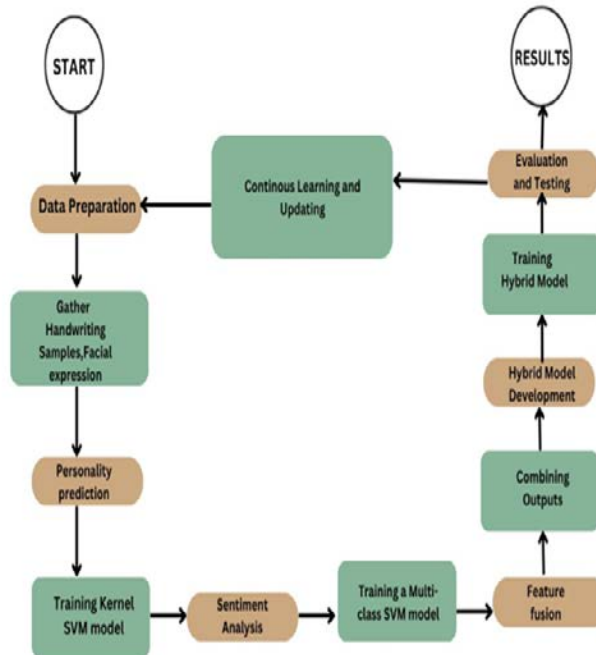 START
Data Preparation
Gather
Handwriting
Samples,Facial
expression
Personality
prediction
Training Kernel
SVM model
Sentiment
Analysis
Training a Multi-
class SVM model
Feature
fusion
Combining
Outputs
Hybrid Model
Development
Training
Hybrid Model
Evaluation
and Testing
RESULTS
Continous Learning and
Updating